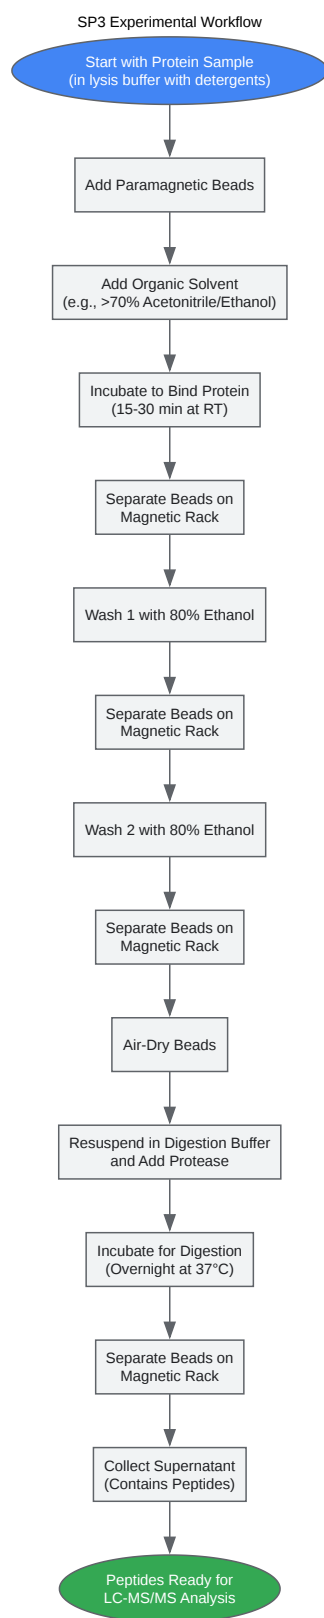 SP3 Experimental Workflow
Start with Protein Sample
(in lysis buffer with detergents)
Add Paramagnetic Beads
Add Organic Solvent
(e.g., >70% Acetonitrile/Ethanol)
Incubate to Bind Protein
(15-30 min at RT)
Separate Beads on
Magnetic Rack
Wash 1 with 80% Ethanol
Separate Beads on
Magnetic Rack
Wash 2 with 80% Ethanol
Separate Beads on
Magnetic Rack
Air-Dry Beads
Resuspend in Digestion Buffer
and Add Protease
Incubate for Digestion
(Overnight at 37°C)
Separate Beads on
Magnetic Rack
Collect Supernatant
(Contains Peptides)
Peptides Ready for
LC-MS/MS Analysis